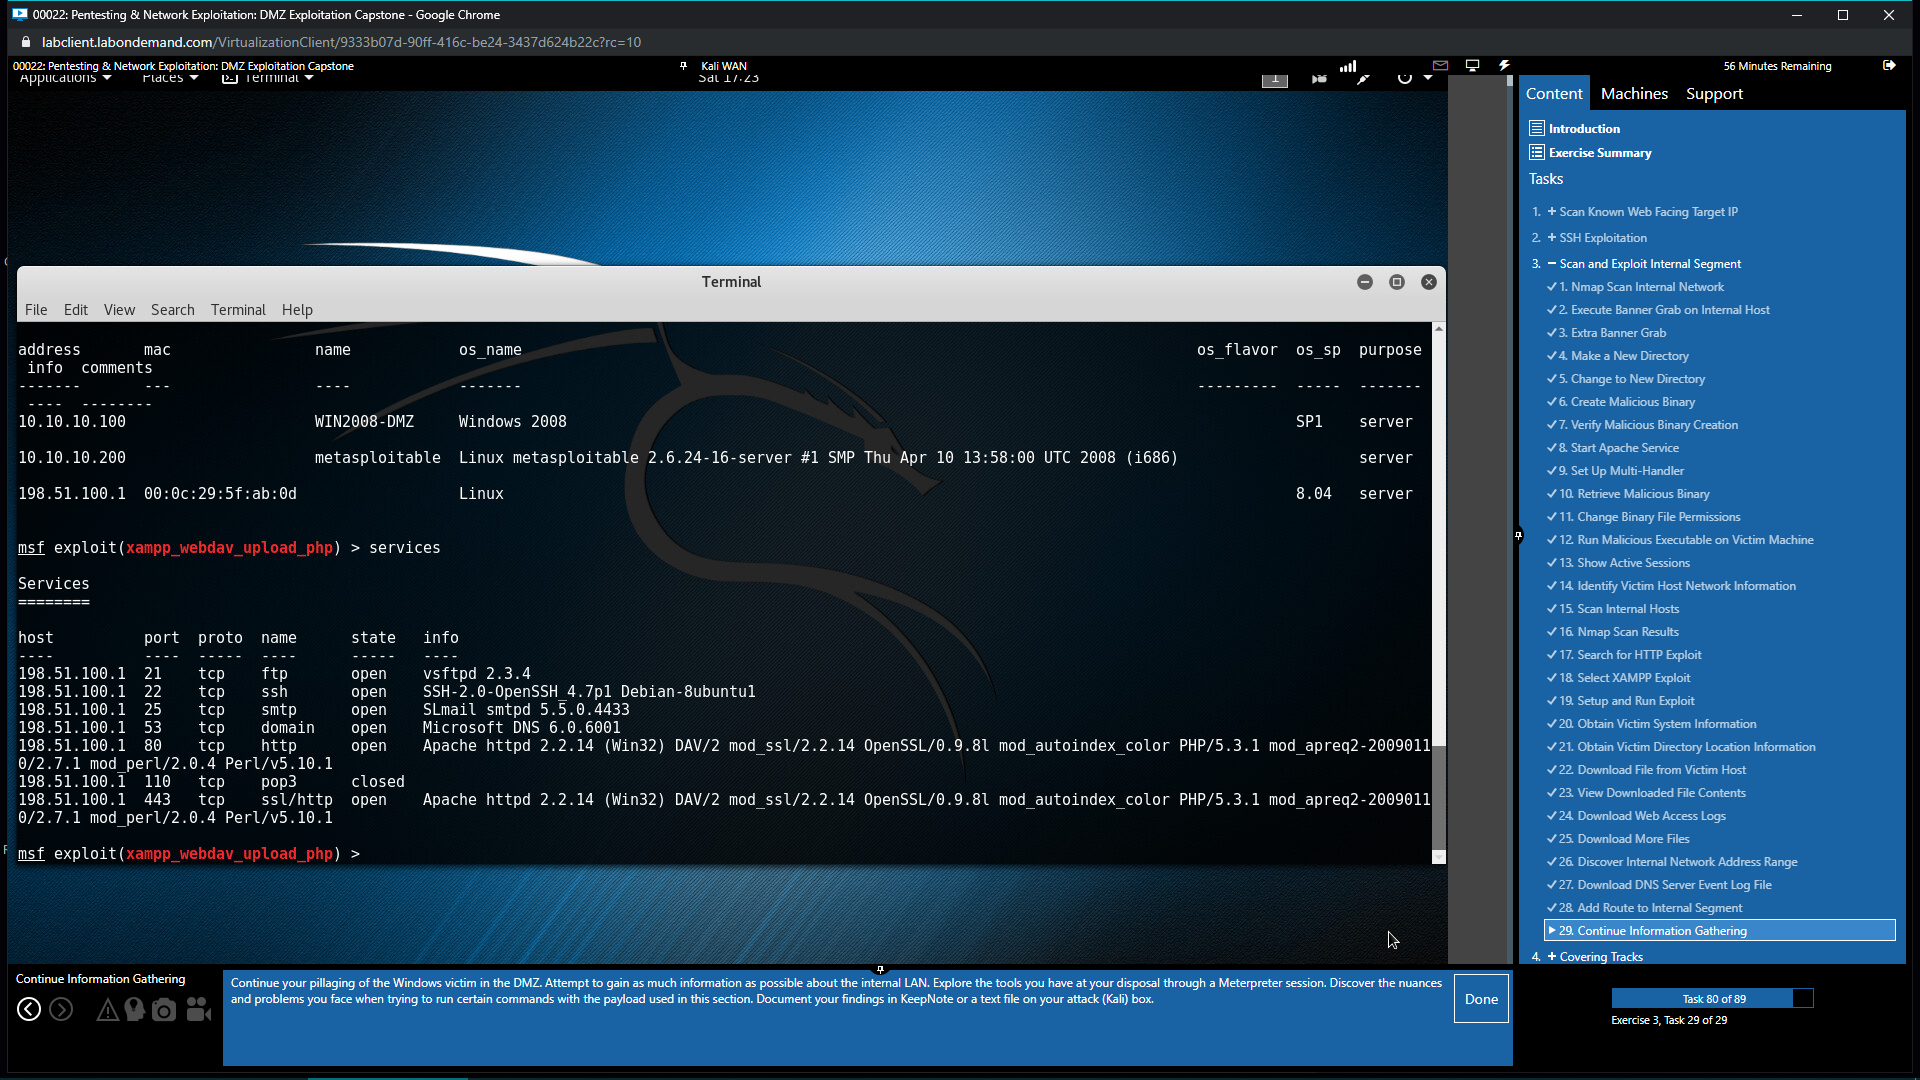 00022: Pentesting & Network Exploitation: DMZ Exploitation Capstone - Google Chrome
labclient.labondemand.com/VirtualizationClient/9333b07d-90ff-416c-be24-3437d624b22c?rc=10
00022: Pentesting & Network Exploitation: DMZ Exploitation Capstone
Kali WAN
56 Minutes Remaining
Applications Places Terminal
Sat 17:23
1
Content Machines Support
Introduction
Exercise Summary
Tasks
1. + Scan Known Web Facing Target IP
2. + SSH Exploitation
3. − Scan and Exploit Internal Segment
✓1. Nmap Scan Internal Network
✓2. Execute Banner Grab on Internal Host
✓3. Extra Banner Grab
✓4. Make a New Directory
✓5. Change to New Directory
✓6. Create Malicious Binary
✓7. Verify Malicious Binary Creation
✓8. Start Apache Service
✓9. Set Up Multi-Handler
✓10. Retrieve Malicious Binary
✓11. Change Binary File Permissions
✓12. Run Malicious Executable on Victim Machine
✓13. Show Active Sessions
✓14. Identify Victim Host Network Information
✓15. Scan Internal Hosts
✓16. Nmap Scan Results
✓17. Search for HTTP Exploit
✓18. Select XAMPP Exploit
✓19. Setup and Run Exploit
✓20. Obtain Victim System Information
✓21. Obtain Victim Directory Location Information
✓22. Download File from Victim Host
✓23. View Downloaded File Contents
✓24. Download Web Access Logs
✓25. Download More Files
✓26. Discover Internal Network Address Range
✓27. Download DNS Server Event Log File
✓28. Add Route to Internal Segment
29. Continue Information Gathering
4. + Covering Tracks
Terminal
File Edit View Search Terminal Help
address mac name os_name os_flavor os_sp purpose
info comments
------- --- ---- ------- --------- ----- -------
---- --------
10.10.10.100 WIN2008-DMZ Windows 2008 SP1 server
10.10.10.200 metasploitable Linux metasploitable 2.6.24-16-server #1 SMP Thu Apr 10 13:58:00 UTC 2008 (i686) server
198.51.100.1 00:0c:29:5f:ab:0d Linux 8.04 server
msf exploit(xampp_webdav_upload_php) > services
Services
========
host port proto name state info
---- ---- ----- ---- ----- ----
198.51.100.1 21 tcp ftp open vsftpd 2.3.4
198.51.100.1 22 tcp ssh open SSH-2.0-OpenSSH_4.7p1 Debian-8ubuntu1
198.51.100.1 25 tcp smtp open SLmail smtpd 5.5.0.4433
198.51.100.1 53 tcp domain open Microsoft DNS 6.0.6001
198.51.100.1 80 tcp http open Apache httpd 2.2.14 (Win32) DAV/2 mod_ssl/2.2.14 OpenSSL/0.9.8l mod_autoindex_color PHP/5.3.1 mod_apreq2-2009011
0/2.7.1 mod_perl/2.0.4 Perl/v5.10.1
198.51.100.1 110 tcp pop3 closed
198.51.100.1 443 tcp ssl/http open Apache httpd 2.2.14 (Win32) DAV/2 mod_ssl/2.2.14 OpenSSL/0.9.8l mod_autoindex_color PHP/5.3.1 mod_apreq2-2009011
0/2.7.1 mod_perl/2.0.4 Perl/v5.10.1
msf exploit(xampp_webdav_upload_php) >
Continue Information Gathering
Continue your pillaging of the Windows victim in the DMZ. Attempt to gain as much information as possible about the internal LAN. Explore the tools you have at your disposal through a Meterpreter session. Discover the nuances
and problems you face when trying to run certain commands with the payload used in this section. Document your findings in KeepNote or a text file on your attack (Kali) box.
Done
Task 80 of 89
Exercise 3, Task 29 of 29